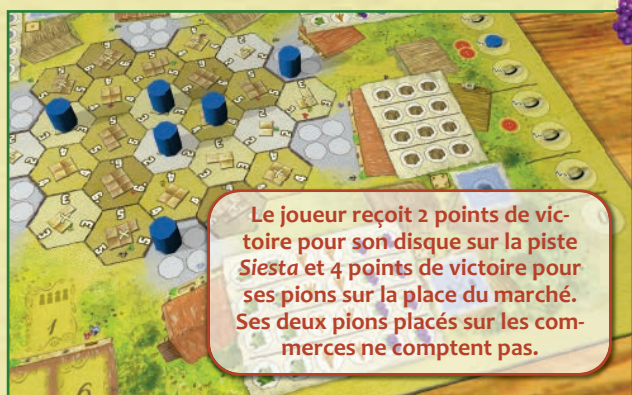 Le joueur reçoit 2 points de vic-
toire pour son disque sur la piste
Siesta et 4 points de victoire pour
ses pions sur la place du marché.
Ses deux pions placés sur les com-
merces ne comptent pas.